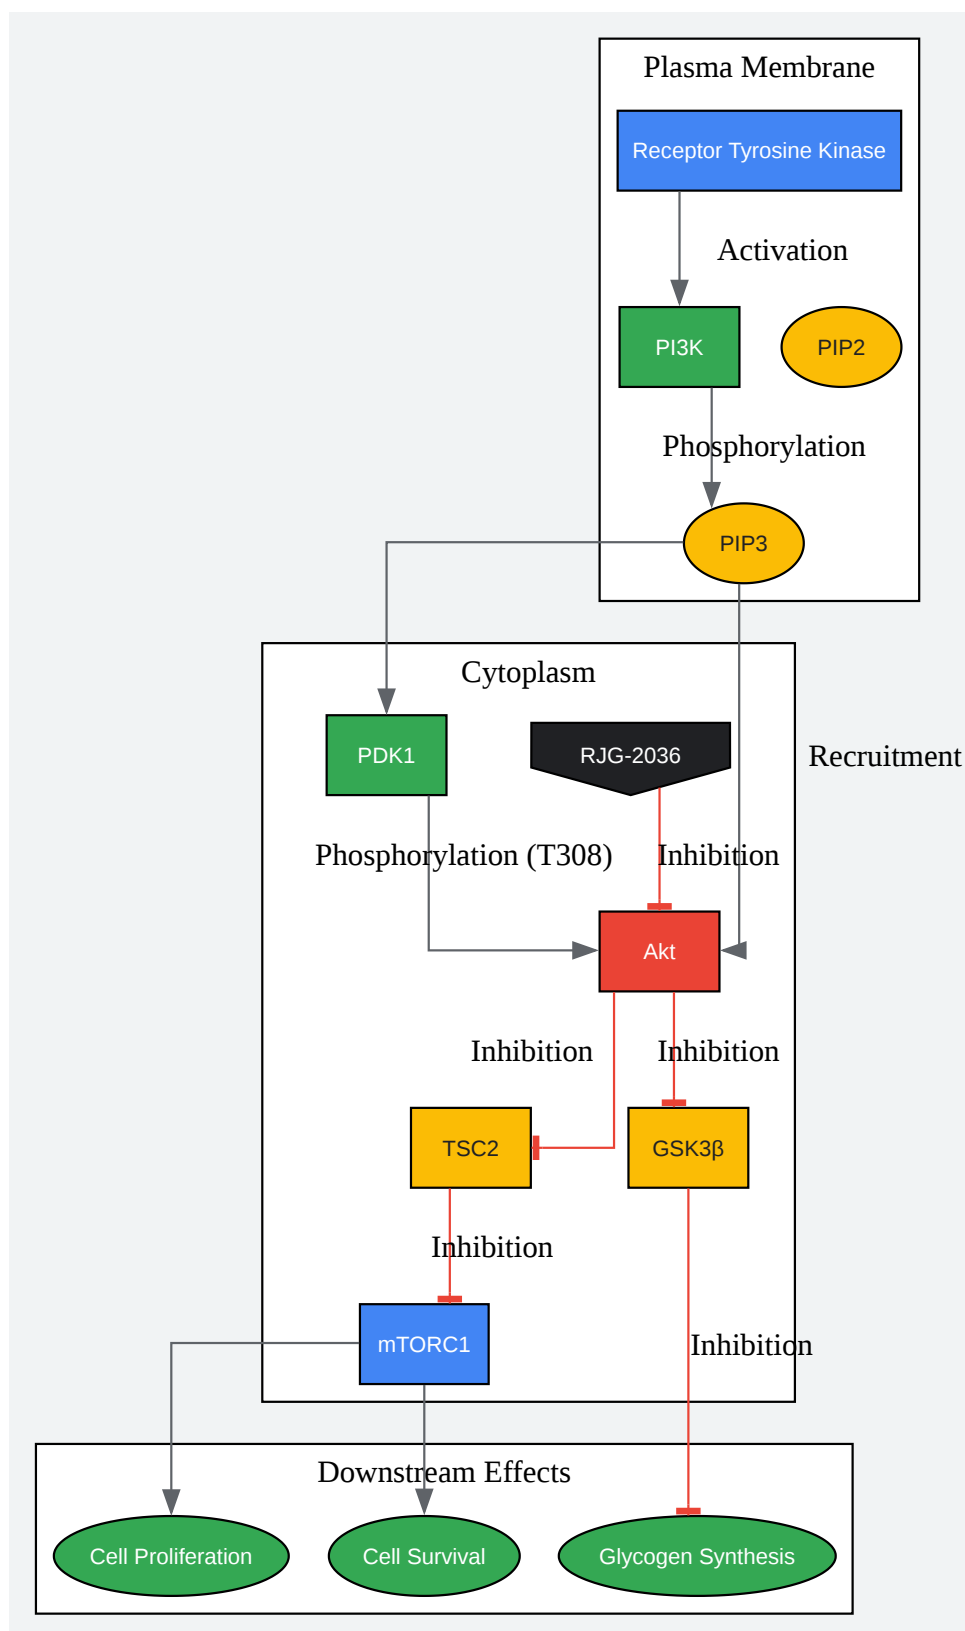 Plasma Membrane
Receptor Tyrosine Kinase
Activation
PI3K
PIP2
Phosphorylation
PIP3
Cytoplasm
PDK1
RJG-2036
Recruitment
Phosphorylation (T308)
Inhibition
Akt
Inhibition
Inhibition
TSC2
GSK3β
Inhibition
mTORC1
Inhibition
Downstream Effects
Cell Proliferation
Cell Survival
Glycogen Synthesis